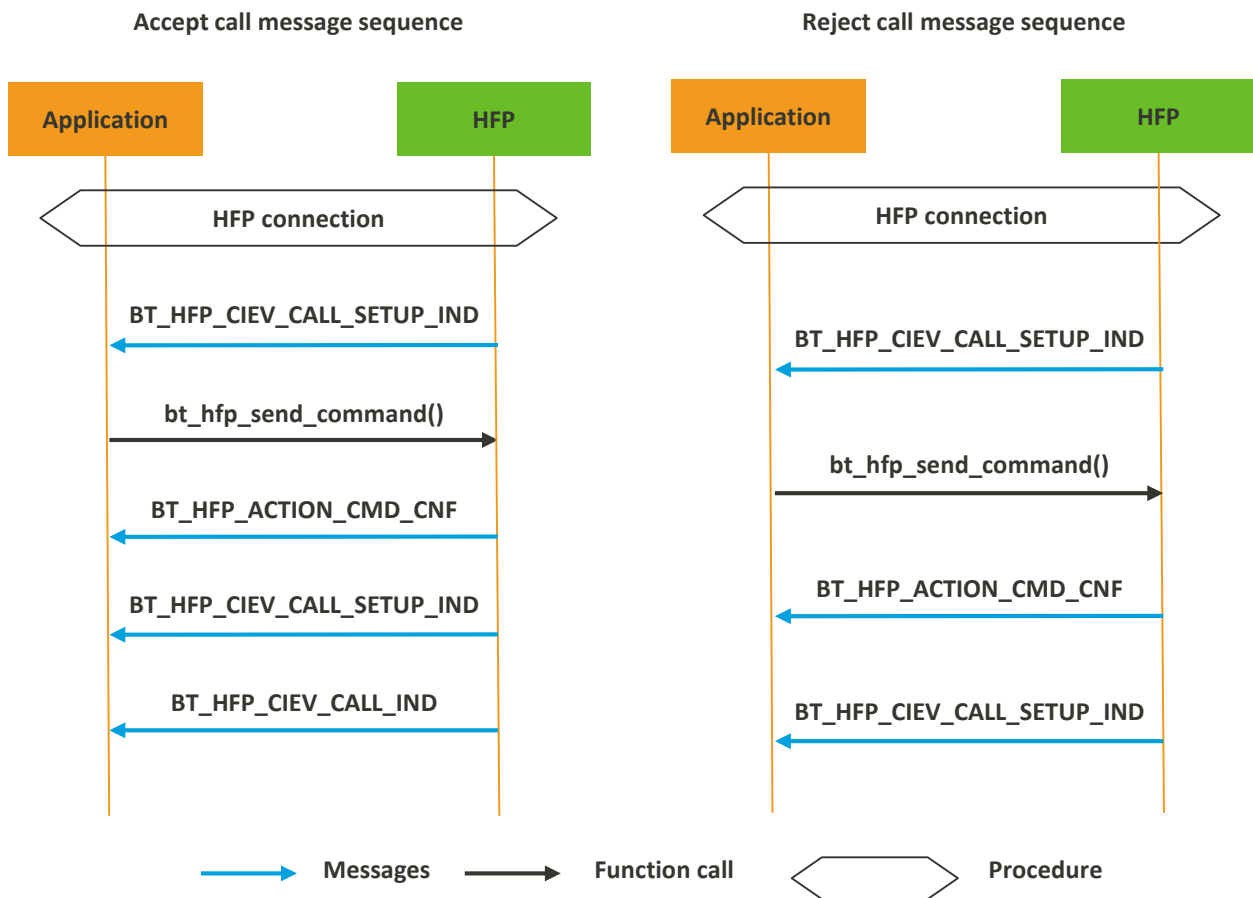 Accept call message sequence
Application
HFP
HFP connection
BT_HFP_CIEV_CALL_SETUP_IND
bt_hfp_send_command()
BT_HFP_ACTION_CMD_CNF
BT_HFP_CIEV_CALL_SETUP_IND
BT_HFP_CIEV_CALL_IND
Reject call message sequence
Application
HFP
HFP connection
BT_HFP_CIEV_CALL_SETUP_IND
bt_hfp_send_command()
BT_HFP_ACTION_CMD_CNF
BT_HFP_CIEV_CALL_SETUP_IND
Messages
Function call
Procedure